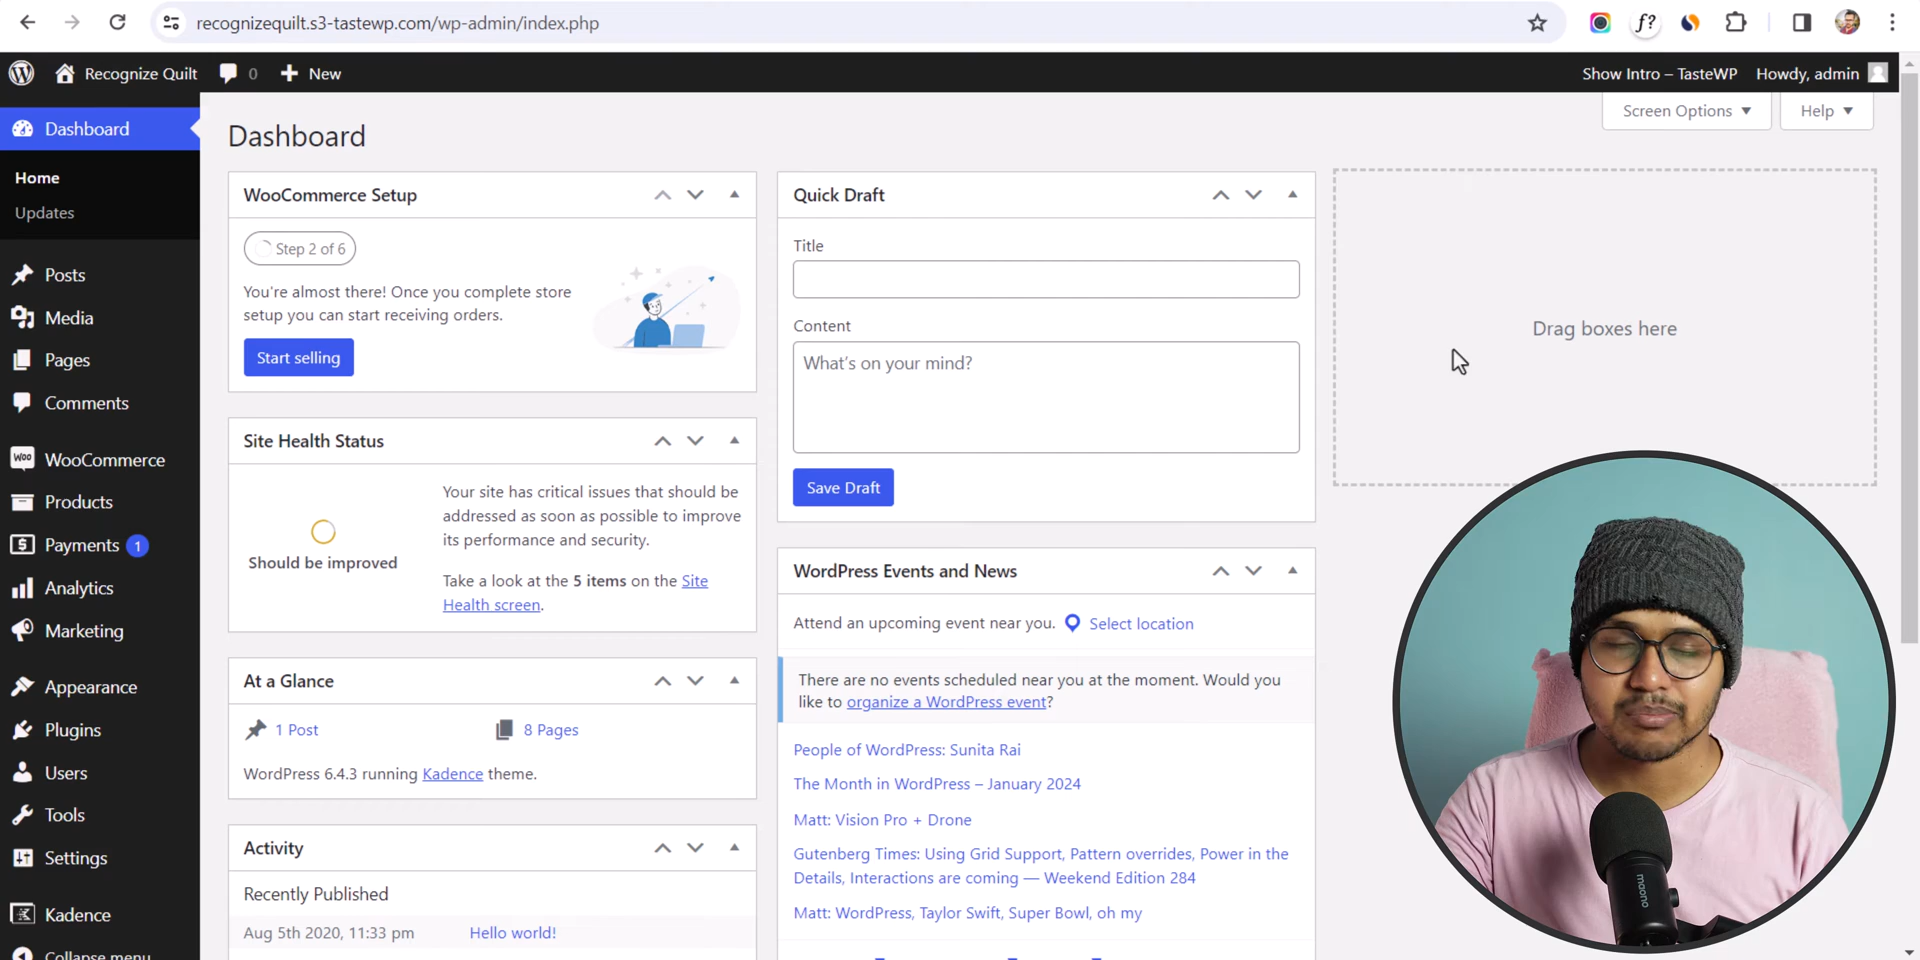 recognizequilt.s3-tastewp.com/wp-admin/index.php
f?
Recognize Quilt
0
New
Show Intro – TasteWP
Howdy, admin
Dashboard
Home
Updates
Posts
Media
Pages
Comments
Woo
WooCommerce
Products
Payments 1
Analytics
Marketing
Appearance
Plugins
Users
Tools
Settings
Kadence
Collapse menu
Screen Options
Help
Dashboard
WooCommerce Setup
Step 2 of 6
You're almost there! Once you complete store
setup you can start receiving orders.
Start selling
Site Health Status
Should be improved
Your site has critical issues that should be
addressed as soon as possible to improve
its performance and security.
Take a look at the 5 items on the Site
Health screen.
At a Glance
1 Post
8 Pages
WordPress 6.4.3 running Kadence theme.
Activity
Recently Published
Aug 5th 2020, 11:33 pm
Hello world!
Quick Draft
Title
Content
What's on your mind?
Save Draft
WordPress Events and News
Attend an upcoming event near you.
Select location
There are no events scheduled near you at the moment. Would you
like to organize a WordPress event?
People of WordPress: Sunita Rai
The Month in WordPress – January 2024
Matt: Vision Pro + Drone
Gutenberg Times: Using Grid Support, Pattern overrides, Power in the
Details, Interactions are coming — Weekend Edition 284
Matt: WordPress, Taylor Swift, Super Bowl, oh my
Drag boxes here
maono